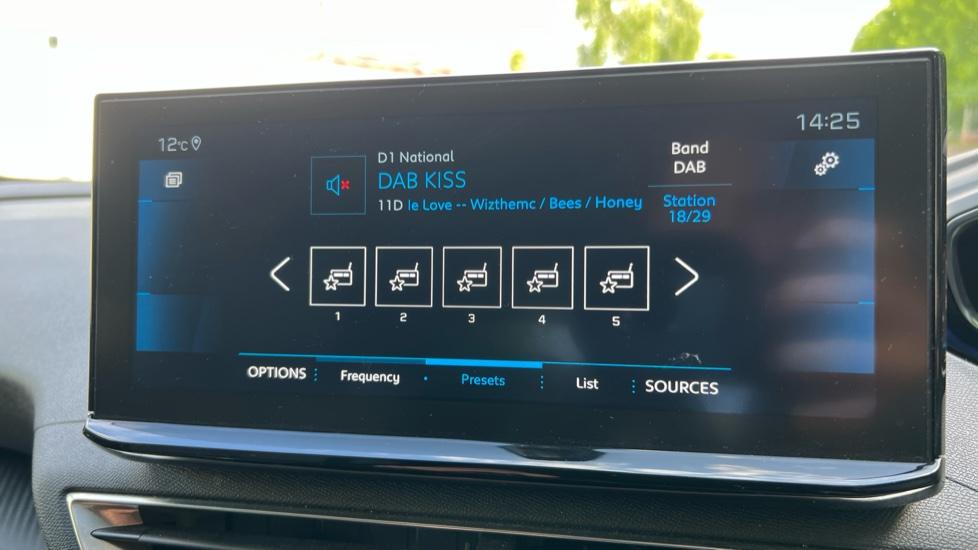 14:25
12°C
D1 National
DAB KISS
11D le Love -- Wizthemc / Bees / Honey
Band
DAB
Station
18/29
1 2 3 4 5
OPTIONS Frequency Presets List SOURCES